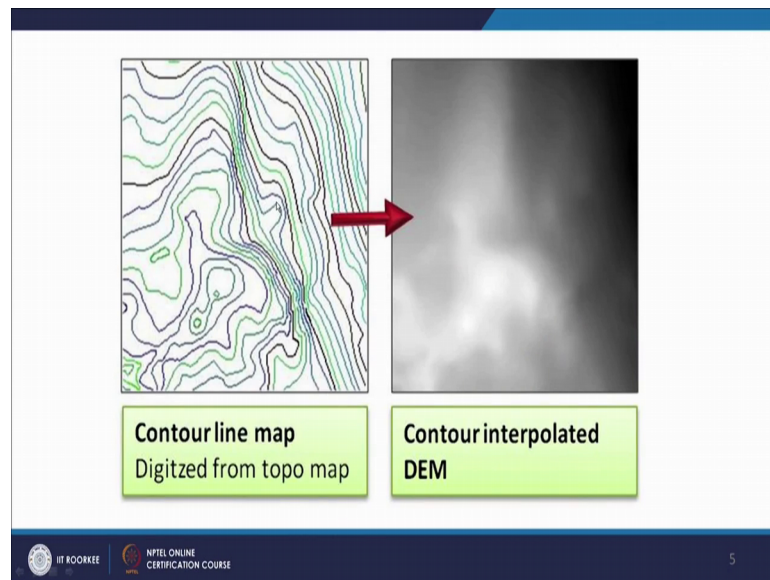 Contour line map
Digitzed from topo map
Contour interpolated
DEM
IIT ROORKEE
NPTEL ONLINE
CERTIFICATION COURSE
5